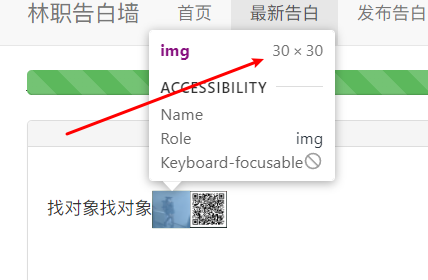 林职告白墙 首页 最新告白 发布告白
img 30 × 30
ACCESSIBILITY
Name
Role img
Keyboard-focusable
找对象找对象